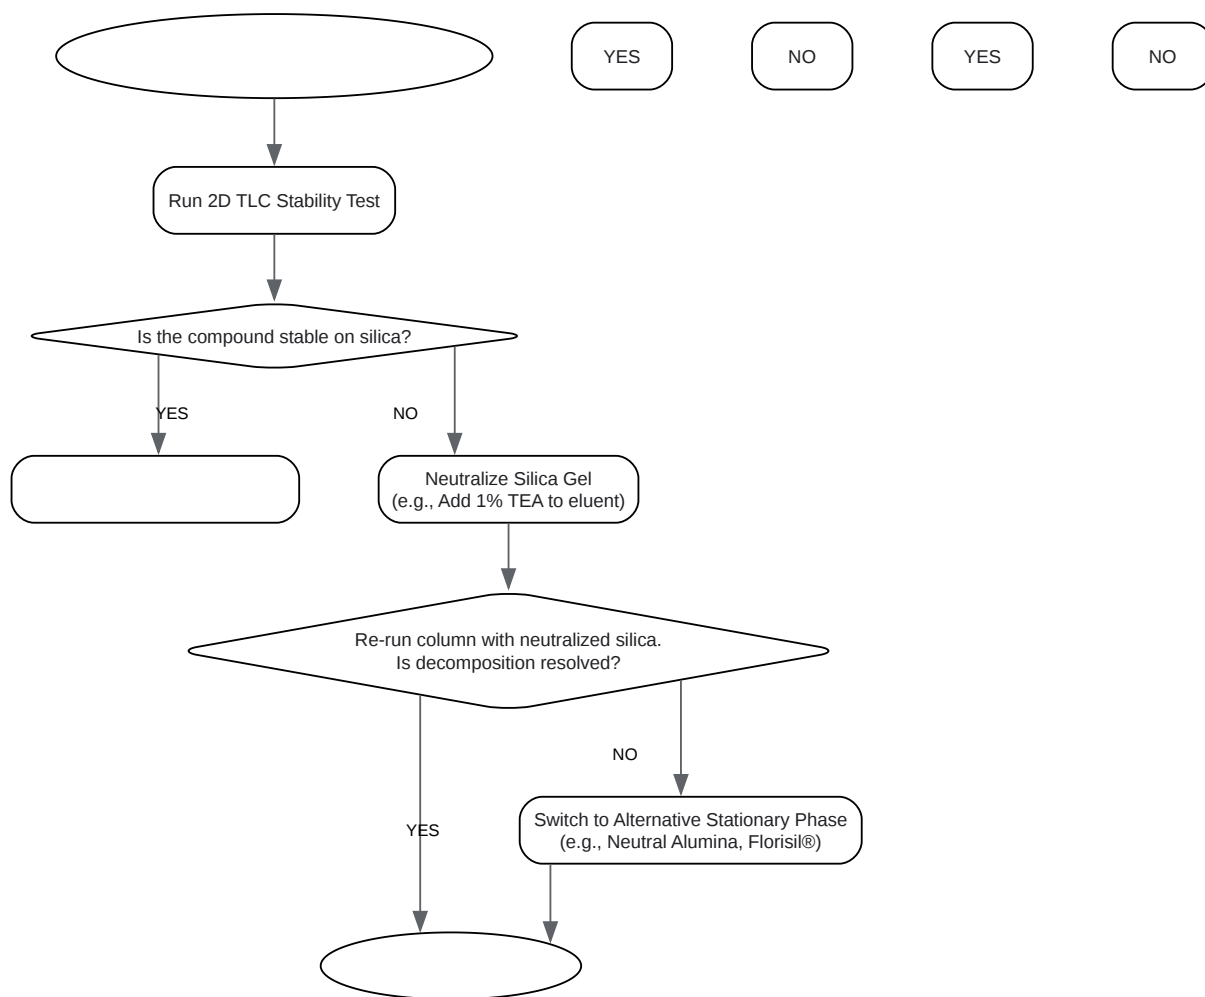 YES
NO
YES
NO
Run 2D TLC Stability Test
Is the compound stable on silica?
YES
NO
Neutralize Silica Gel
(e.g., Add 1% TEA to eluent)
Re-run column with neutralized silica.
Is decomposition resolved?
NO
Switch to Alternative Stationary Phase
(e.g., Neutral Alumina, Florisil®)
YES